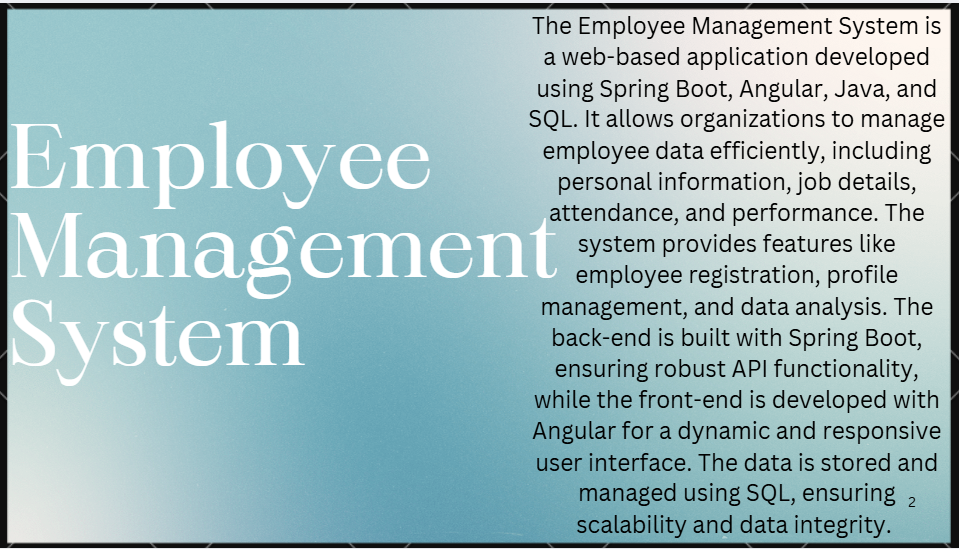 Employee
Management
System
The Employee Management System is
a web-based application developed
using Spring Boot, Angular, Java, and
SQL. It allows organizations to manage
employee data efficiently, including
personal information, job details,
attendance, and performance. The
system provides features like
employee registration, profile
management, and data analysis. The
back-end is built with Spring Boot,
ensuring robust API functionality,
while the front-end is developed with
Angular for a dynamic and responsive
user interface. The data is stored and
managed using SQL, ensuring
scalability and data integrity.
2